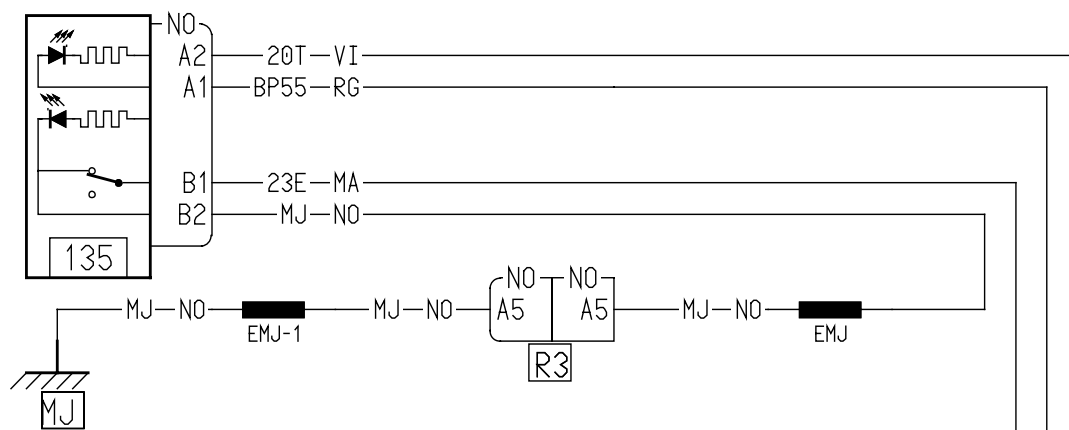 NO
A2 20T VI
A1 BP55 RG
B1 23E MA
B2 MJ NO
135
NO NO
MJ NO MJ NO A5 A5 MJ NO
EMJ-1 EMJ
R3
MJ